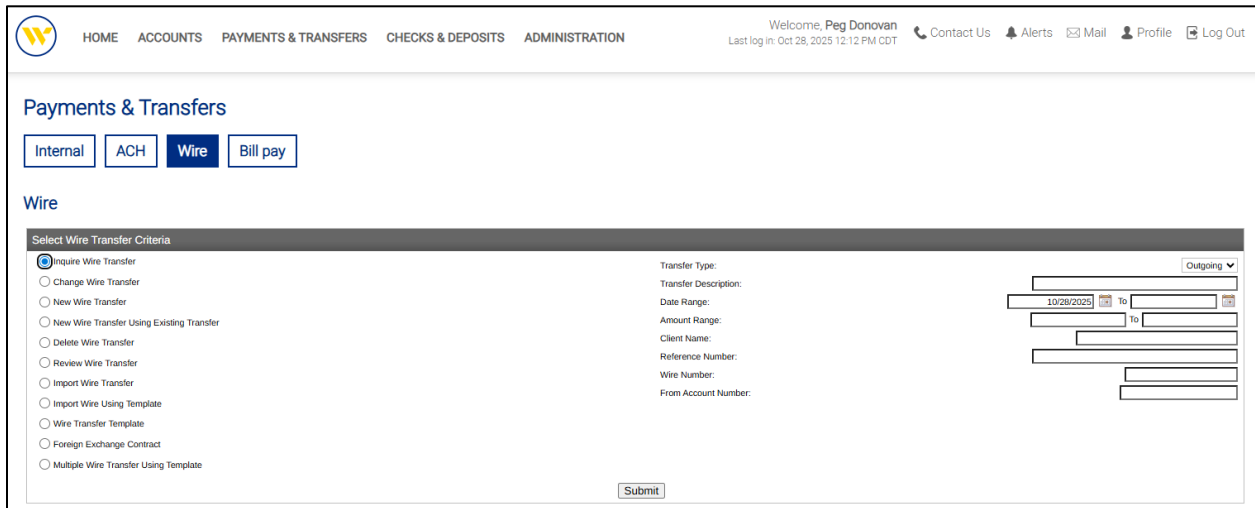 W
HOME ACCOUNTS PAYMENTS & TRANSFERS CHECKS & DEPOSITS ADMINISTRATION
Welcome, Peg Donovan
Last log in: Oct 28, 2025 12:12 PM CDT
Contact Us Alerts Mail Profile Log Out
Payments & Transfers
Internal ACH Wire Bill pay
Wire
Select Wire Transfer Criteria
Inquire Wire Transfer
Change Wire Transfer
New Wire Transfer
New Wire Transfer Using Existing Transfer
Delete Wire Transfer
Review Wire Transfer
Import Wire Transfer
Import Wire Using Template
Wire Transfer Template
Foreign Exchange Contract
Multiple Wire Transfer Using Template
Transfer Type: Outgoing
Transfer Description:
Date Range: 10/28/2025 To
Amount Range: To
Client Name:
Reference Number:
Wire Number:
From Account Number:
Submit